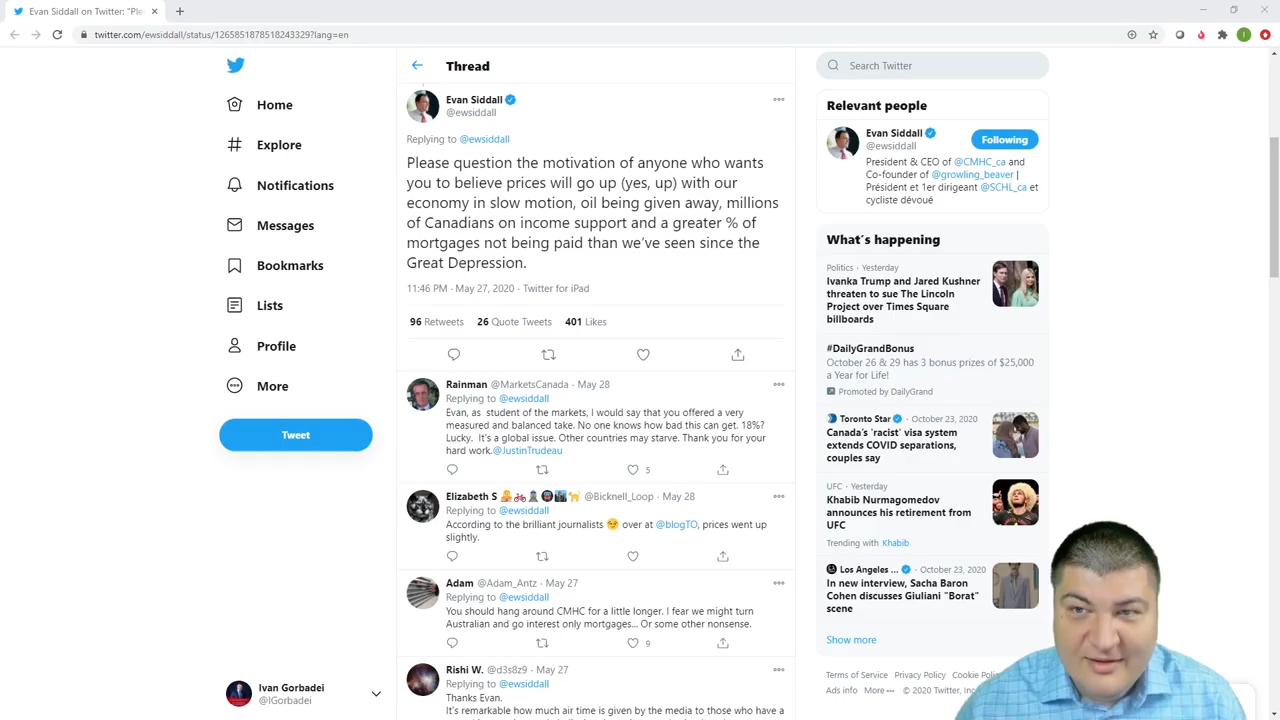 Evan Siddall on Twitter: "Ple
twitter.com/ewsiddall/status/1265851878518243329?lang=en
Home
Explore
Notifications
Messages
Bookmarks
Lists
Profile
More
Tweet
Ivan Gorbadei
@IGorbadei
Thread
Evan Siddall
@ewsiddall
Replying to @ewsiddall
Please question the motivation of anyone who wants
you to believe prices will go up (yes, up) with our
economy in slow motion, oil being given away, millions
of Canadians on income support and a greater % of
mortgages not being paid than we've seen since the
Great Depression.
11:46 PM · May 27, 2020 · Twitter for iPad
96 Retweets 26 Quote Tweets 401 Likes
Rainman @MarketsCanada · May 28
Replying to @ewsiddall
Evan, as student of the markets, I would say that you offered a very
measured and balanced take. No one knows how bad this can get. 18%?
Lucky. It's a global issue. Other countries may starve. Thank you for your
hard work.@JustinTrudeau
5
Elizabeth S @Bicknell_Loop · May 28
Replying to @ewsiddall
According to the brilliant journalists over at @blogTO, prices went up
slightly.
Adam @Adam_Antz · May 27
Replying to @ewsiddall
You should hang around CMHC for a little longer. I fear we might turn
Australian and go interest only mortgages... Or some other nonsense.
9
Rishi W. @d3s8z9 · May 27
Replying to @ewsiddall
Thanks Evan.
It's remarkable how much air time is given by the media to those who have a
Search Twitter
Relevant people
Evan Siddall
@ewsiddall
Following
President & CEO of @CMHC_ca and
Co-founder of @growling_beaver |
Président et 1er dirigeant @SCHL_ca et
cycliste dévoué
What's happening
Politics · Yesterday
Ivanka Trump and Jared Kushner
threaten to sue The Lincoln
Project over Times Square
billboards
#DailyGrandBonus
October 26 & 29 has 3 bonus prizes of $25,000
a Year for Life!
Promoted by DailyGrand
Toronto Star · October 23, 2020
Canada's 'racist' visa system
extends COVID separations,
couples say
UFC · Yesterday
Khabib Nurmagomedov
announces his retirement from
UFC
Trending with Khabib
Los Angeles ... · October 23, 2020
In new interview, Sacha Baron
Cohen discusses Giuliani "Borat"
scene
Show more
Terms of Service Privacy Policy Cookie
Ads info More © 2020 Twitter,